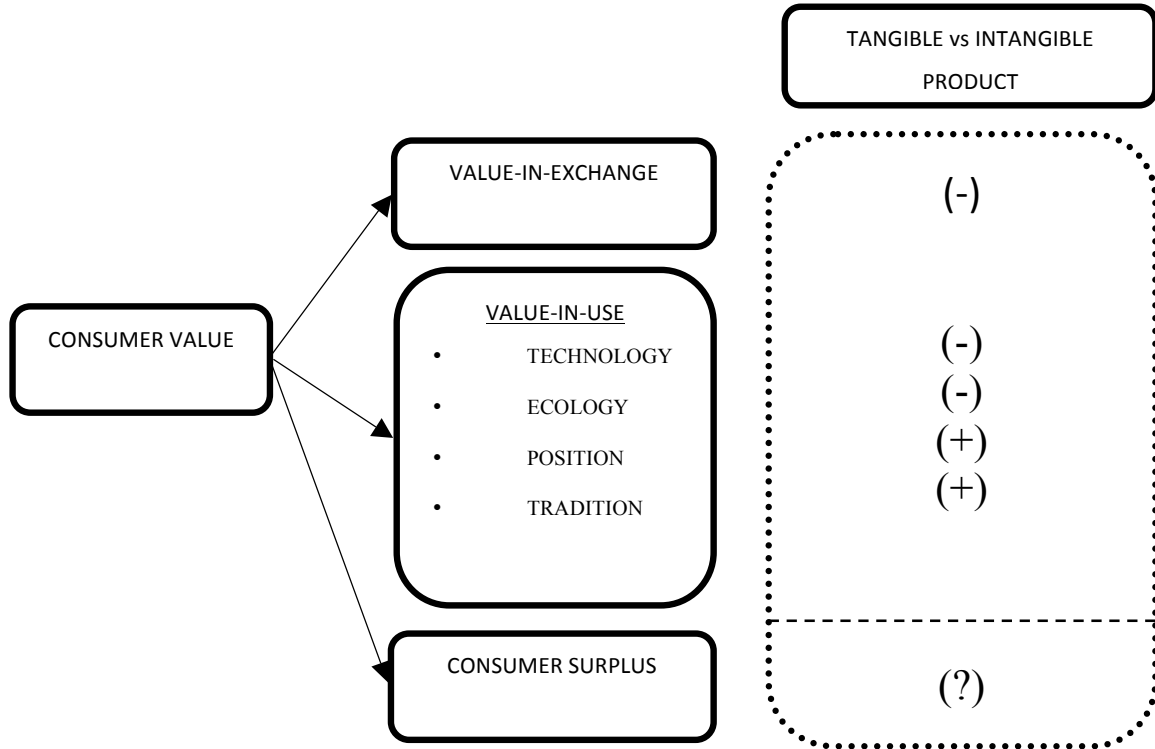 TANGIBLE vs INTANGIBLE
PRODUCT
VALUE-IN-EXCHANGE
(-)
CONSUMER VALUE
VALUE-IN-USE
• TECHNOLOGY
• ECOLOGY
• POSITION
• TRADITION
(-)
(-)
(+)
(+)
CONSUMER SURPLUS
(?)